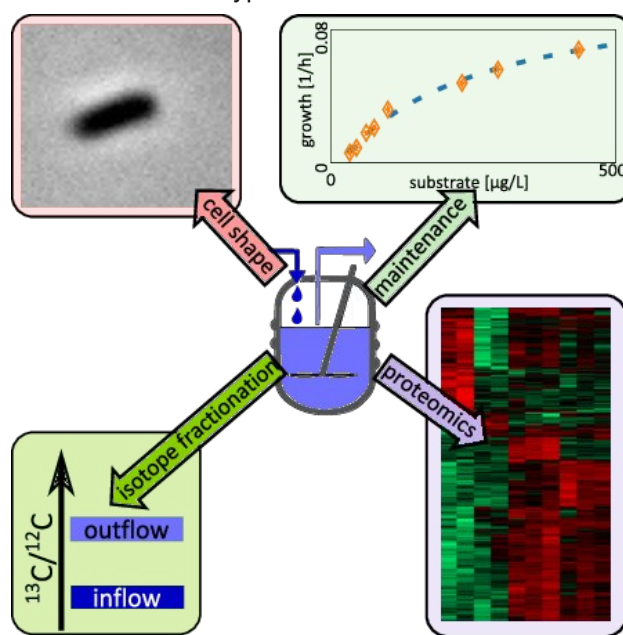 0.08
growth [1/h]
0
0
500
substrate [µg/L]
cell shape
maintenance
isotope fractionation
proteomics
13C/12C
outflow
inflow